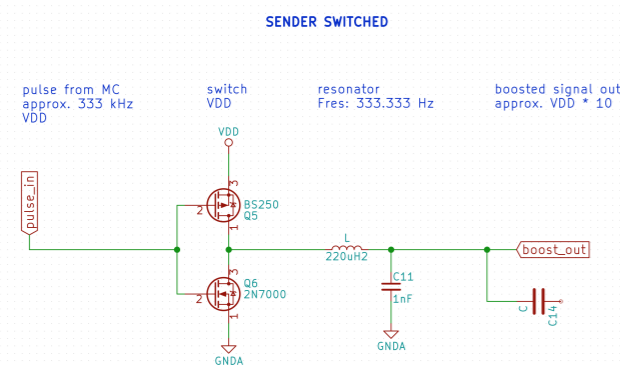 SENDER SWITCHED
pulse from MC
approx. 333 kHz
VDD
switch
VDD
resonator
Fres: 333.333 Hz
boosted signal out
approx. VDD * 10
VDD
pulse_in
3
2
BS250
Q5
1
L
220uH2
boost_out
3
Q6
2N7000
2
1
C11
1nF
C
C14
GNDA
GNDA